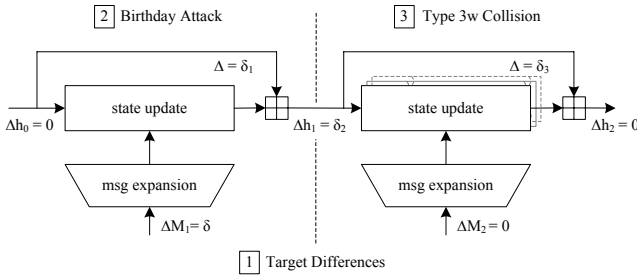 2 Birthday Attack
3 Type 3w Collision
Δ = δ1
Δ = δ3
state update
state update
Δh0 = 0
Δh1 = δ2
Δh2 = 0
msg expansion
msg expansion
ΔM1 = δ
ΔM2 = 0
1 Target Differences